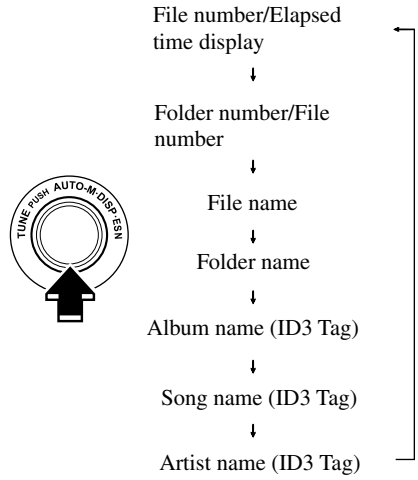 File number/Elapsed
time display
Folder number/File
number
TUNE PUSH AUTO-M·DISP·ESN
File name
Folder name
Album name (ID3 Tag)
Song name (ID3 Tag)
Artist name (ID3 Tag)